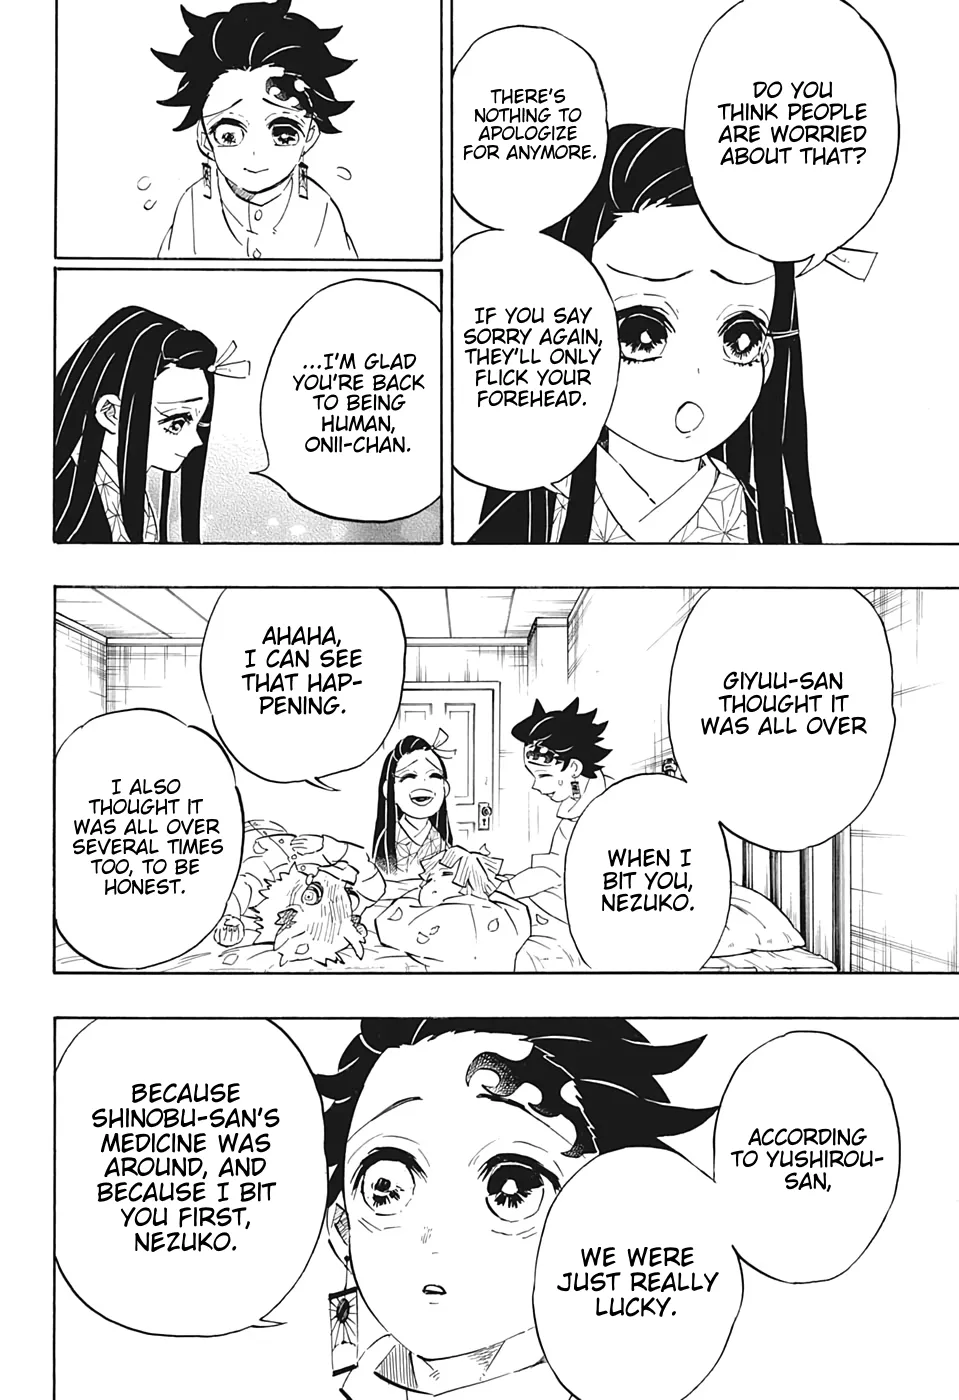 DO YOU
THINK PEOPLE
ARE WORRIED
ABOUT THAT?
THERE'S
NOTHING TO
APOLOGIZE
FOR ANYMORE.
IF YOU SAY
SORRY AGAIN,
THEY'LL ONLY
FLICK YOUR
FOREHEAD.
...I'M GLAD
YOU'RE BACK
TO BEING
HUMAN,
ONII-CHAN.
GIYUU-SAN
THOUGHT IT
WAS ALL OVER
WHEN I
BIT YOU,
NEZUKO.
AHAHA,
I CAN SEE
THAT HAP-
PENING.
I ALSO
THOUGHT IT
WAS ALL OVER
SEVERAL TIMES
TOO, TO BE
HONEST.
ACCORDING
TO YUSHIROU-
SAN,
WE WERE
JUST REALLY
LUCKY.
BECAUSE
SHINOBU-SAN'S
MEDICINE WAS
AROUND, AND
BECAUSE I BIT
YOU FIRST,
NEZUKO.